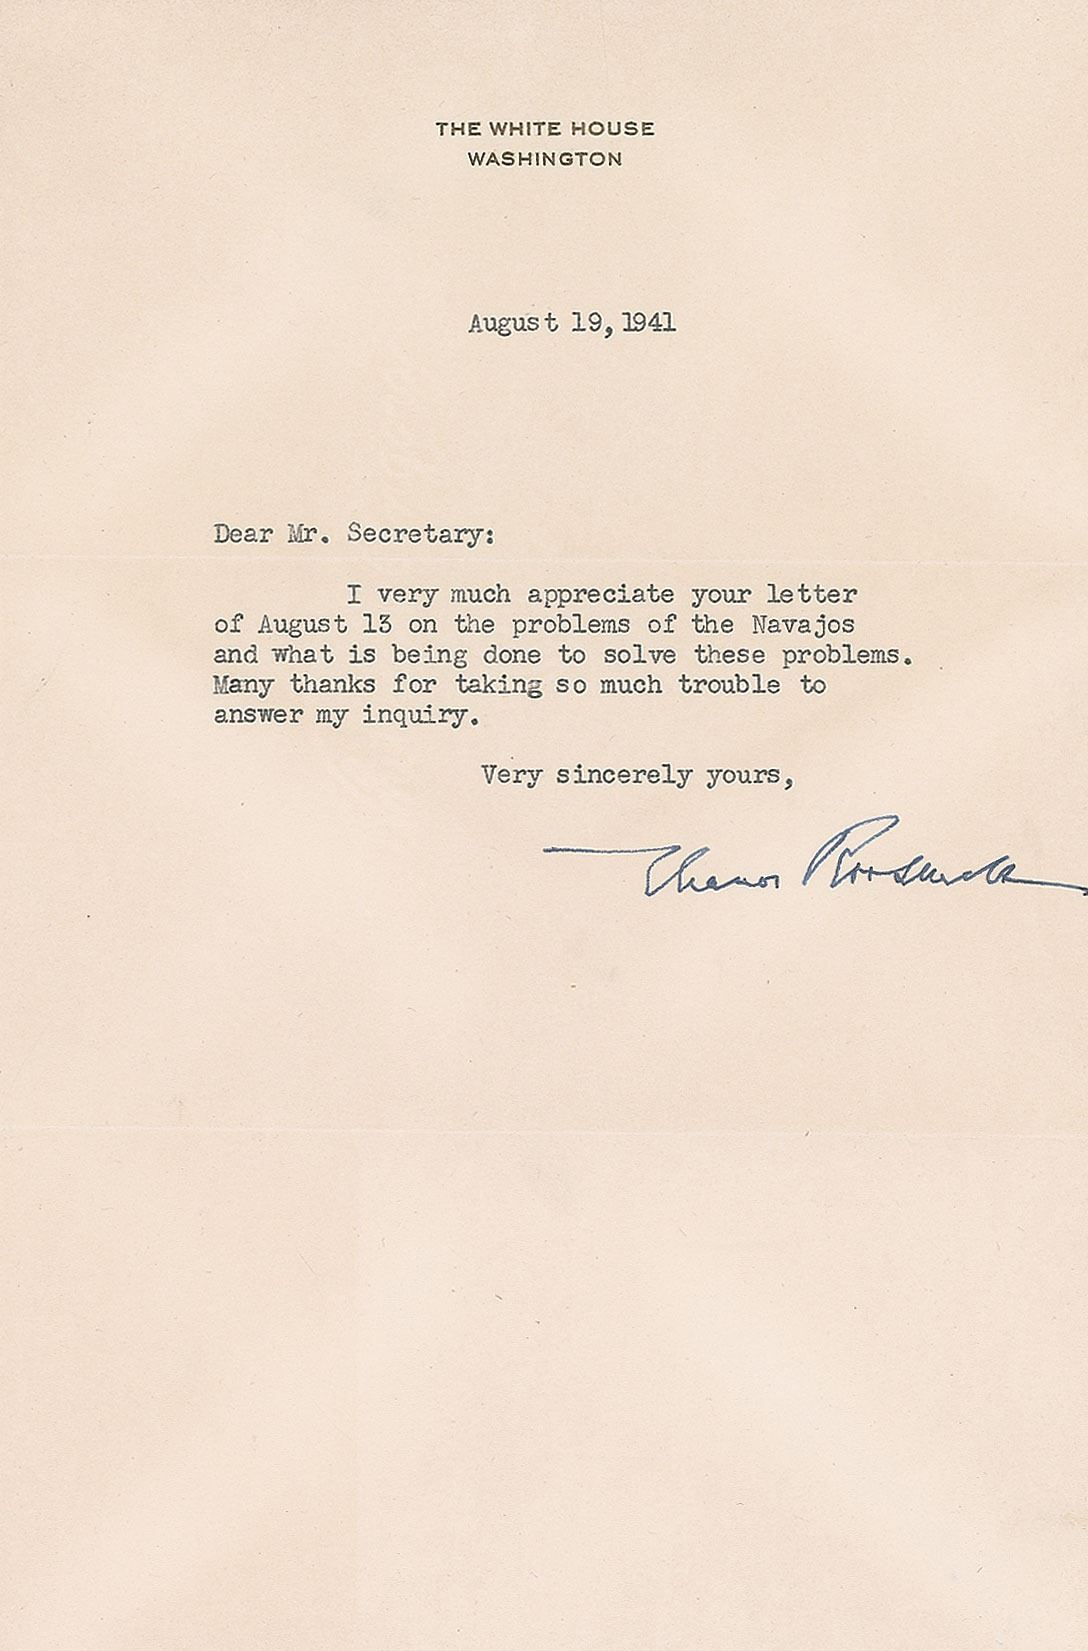 THE WHITE HOUSE
WASHINGTON
August 19, 1941
Dear Mr. Secretary:
I very much appreciate your letter
of August 13 on the problems of the Navajos
and what is being done to solve these problems.
Many thanks for taking so much trouble to
answer my inquiry.
Very sincerely yours,
Eleanor Roosevelt